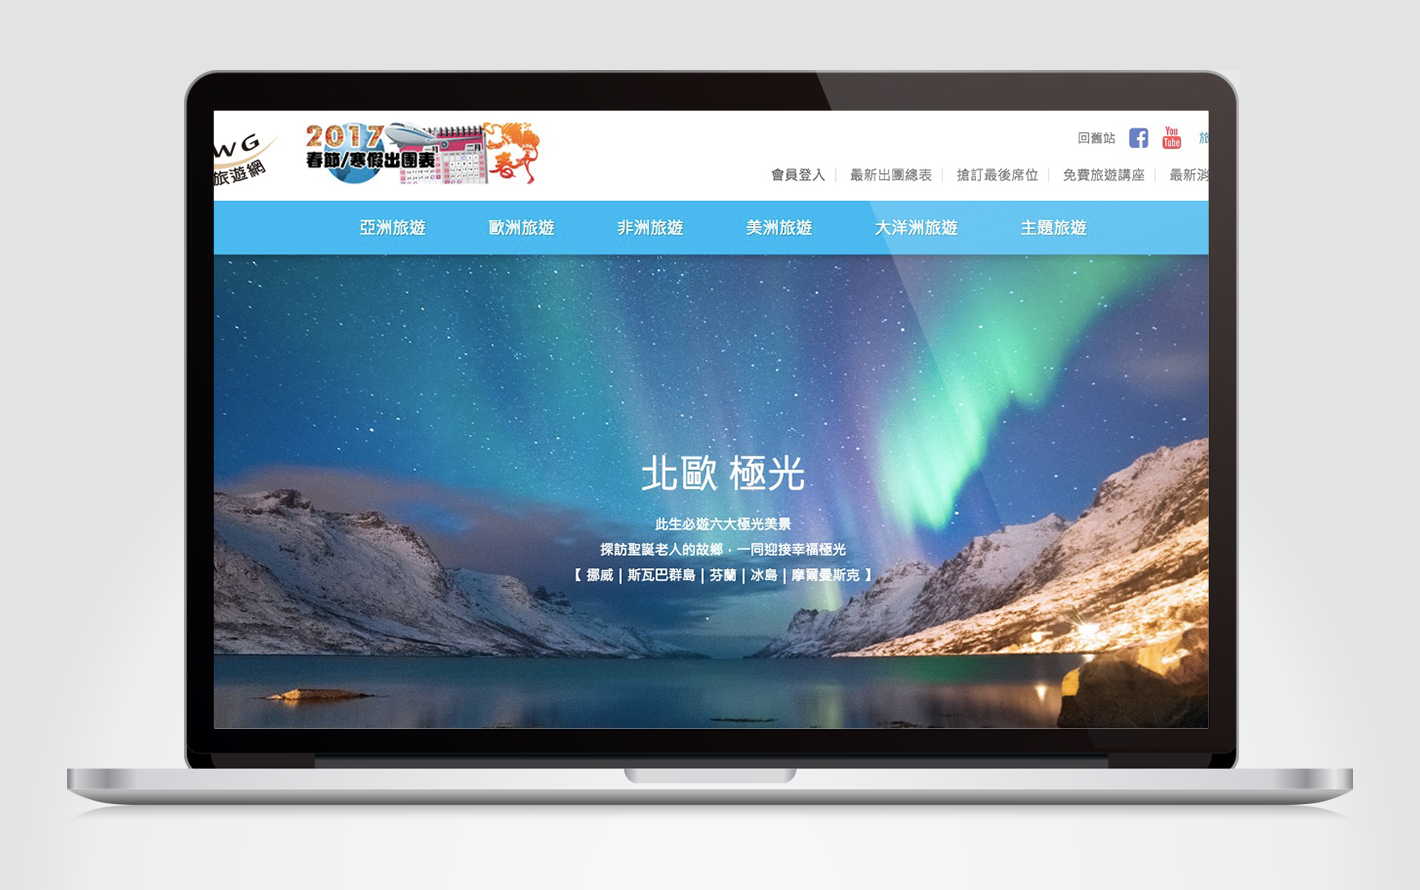 WG
旅遊網
2017
春節/寒假出團表
春
回舊站
You
Tube
旅
會員登入
最新出團總表
搶訂最後席位
免費旅遊講座
最新消
亞洲旅遊
歐洲旅遊
非洲旅遊
美洲旅遊
大洋洲旅遊
主題旅遊
北歐 極光
此生必遊六大極光美景
探訪聖誕老人的故鄉，一同迎接幸福極光
【 挪威 | 斯瓦巴群島 | 芬蘭 | 冰島 | 摩爾曼斯克 】